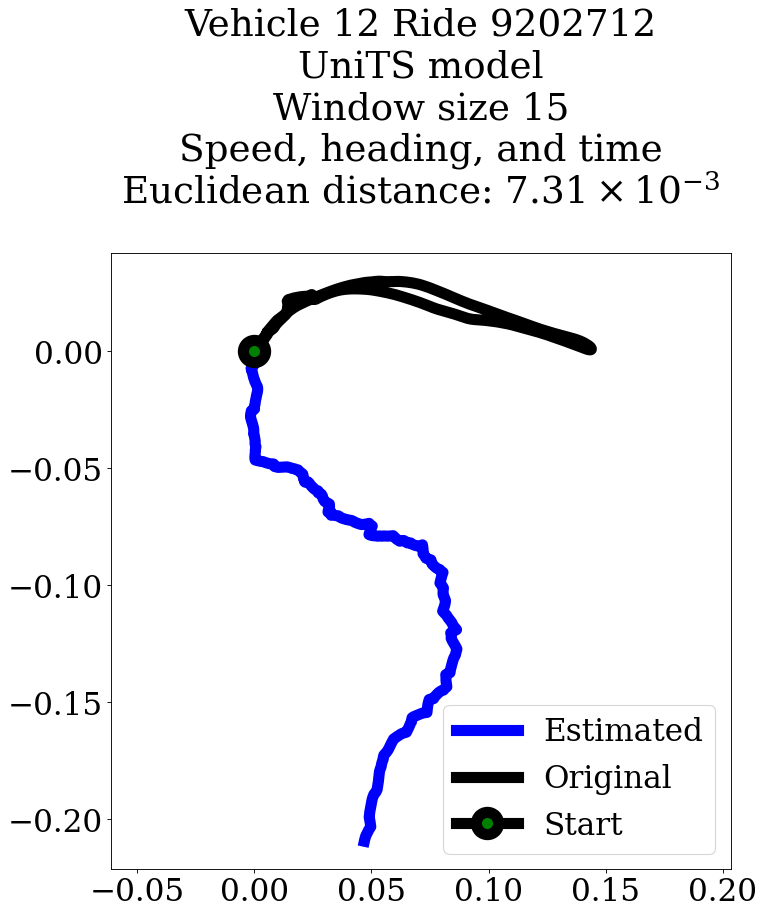 Vehicle 12 Ride 9202712
UniTS model
Window size 15
Speed, heading, and time
Euclidean distance: 7.31 × 10⁻³
0.00
−0.05
−0.10
−0.15
−0.20
Estimated
Original
Start
−0.05 0.00 0.05 0.10 0.15 0.20